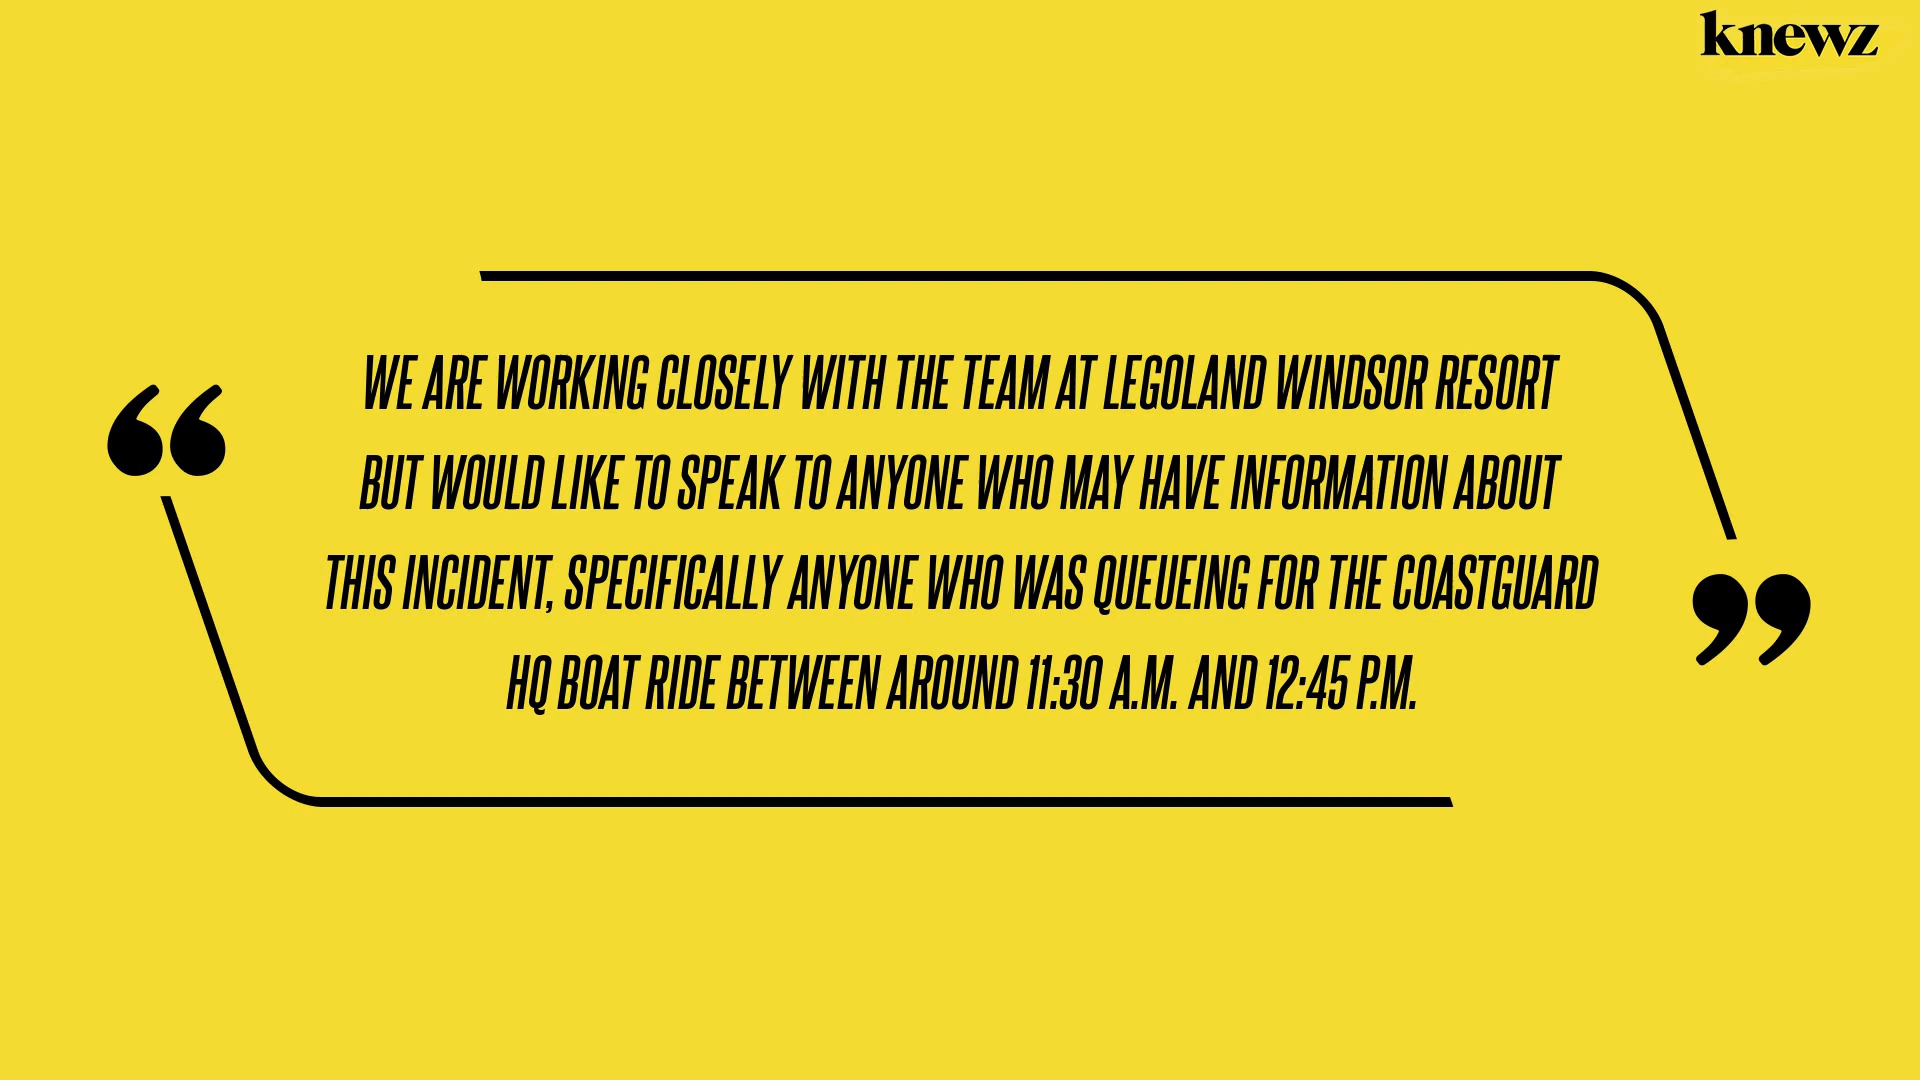 knewz
“
WE ARE WORKING CLOSELY WITH THE TEAM AT LEGOLAND WINDSOR RESORT
BUT WOULD LIKE TO SPEAK TO ANYONE WHO MAY HAVE INFORMATION ABOUT
THIS INCIDENT, SPECIFICALLY ANYONE WHO WAS QUEUEING FOR THE COASTGUARD
HQ BOAT RIDE BETWEEN AROUND 11:30 A.M. AND 12:45 P.M.
”